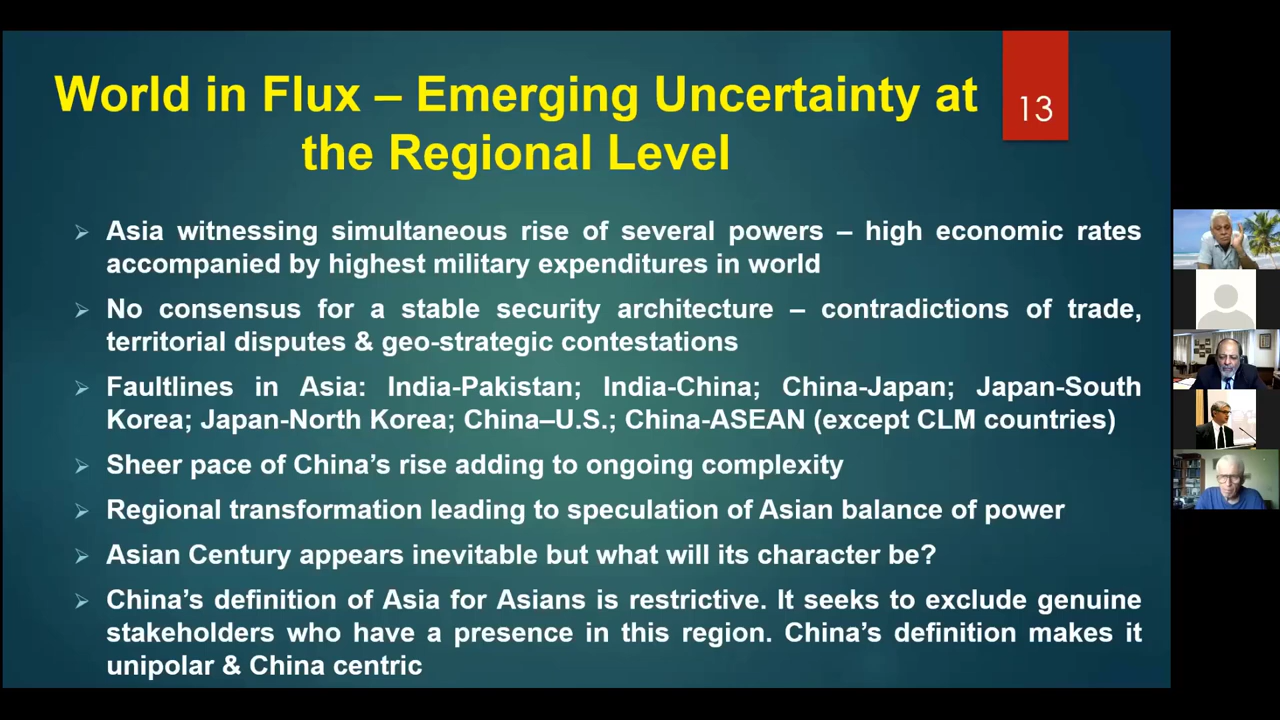 World in Flux – Emerging Uncertainty at
the Regional Level
13
Asia witnessing simultaneous rise of several powers – high economic rates
accompanied by highest military expenditures in world
No consensus for a stable security architecture – contradictions of trade,
territorial disputes & geo-strategic contestations
Faultlines in Asia: India-Pakistan; India-China; China-Japan; Japan-South
Korea; Japan-North Korea; China–U.S.; China-ASEAN (except CLM countries)
Sheer pace of China’s rise adding to ongoing complexity
Regional transformation leading to speculation of Asian balance of power
Asian Century appears inevitable but what will its character be?
China’s definition of Asia for Asians is restrictive. It seeks to exclude genuine
stakeholders who have a presence in this region. China’s definition makes it
unipolar & China centric